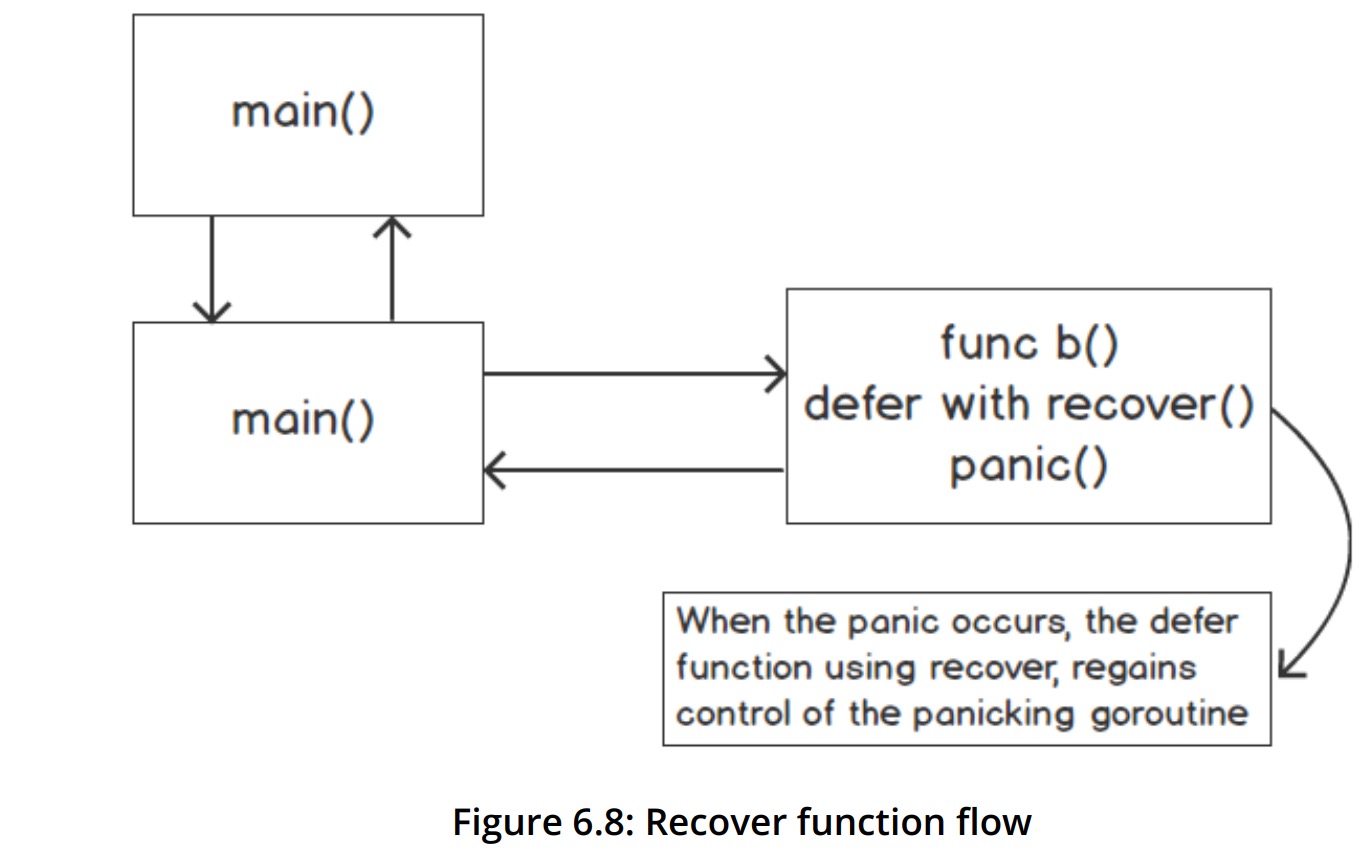 main()
main()
func b()
defer with recover()
panic()
When the panic occurs, the defer
function using recover, regains
control of the panicking goroutine
Figure 6.8: Recover function flow